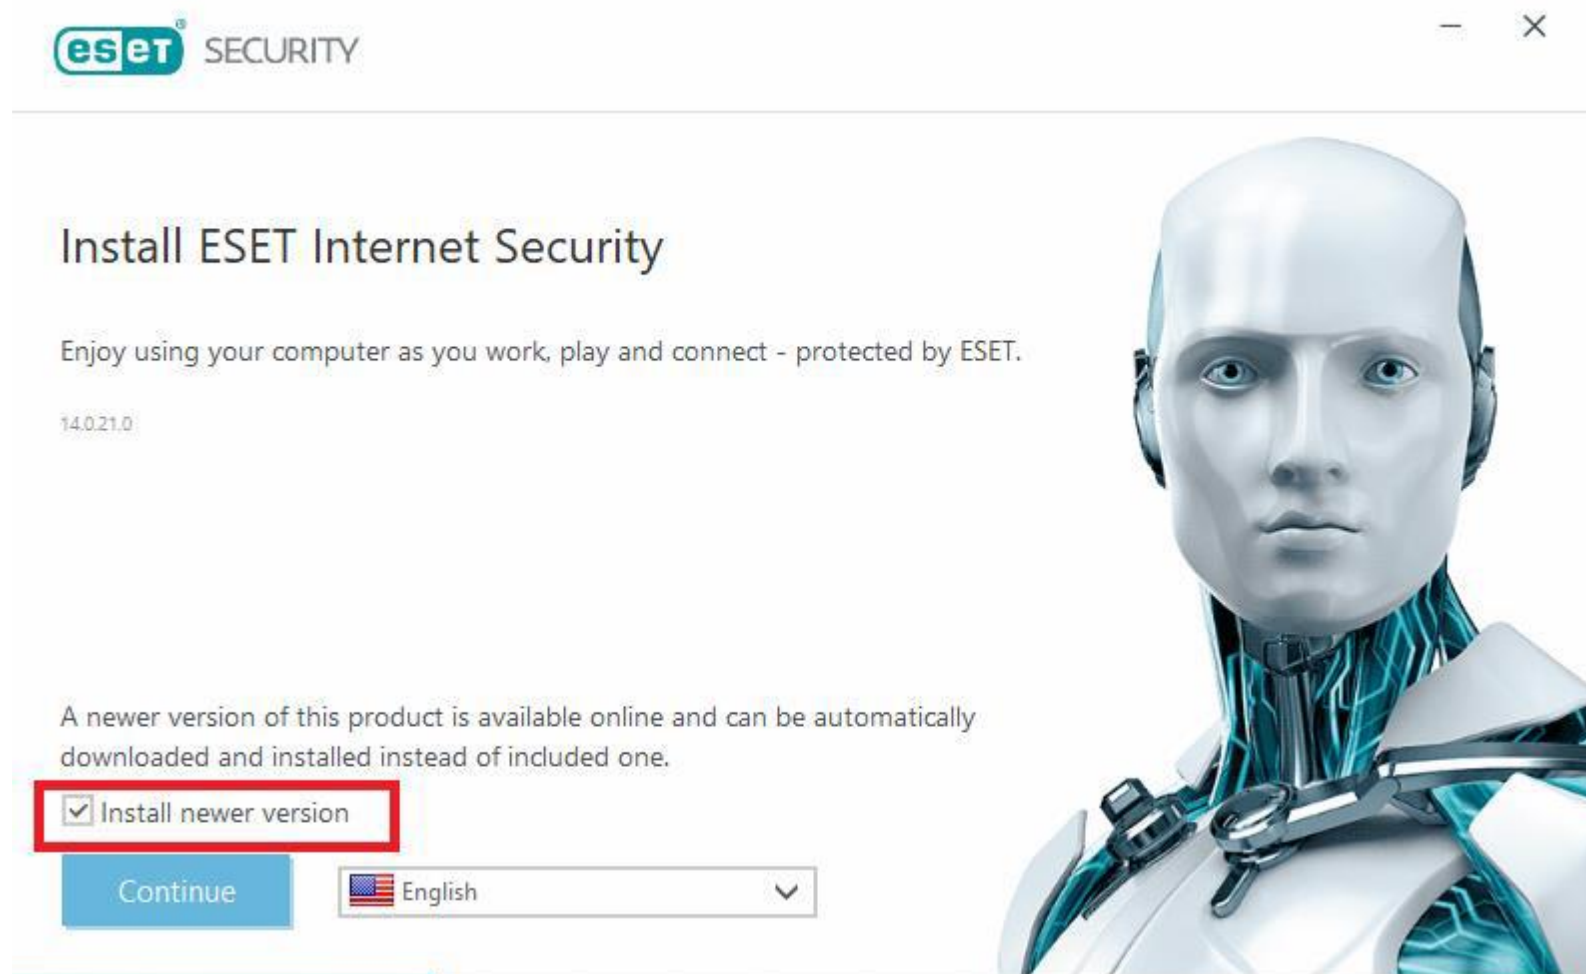 eset® SECURITY
Install ESET Internet Security
Enjoy using your computer as you work, play and connect - protected by ESET.
14.0.21.0
A newer version of this product is available online and can be automatically
downloaded and installed instead of included one.
Install newer version
Continue
English